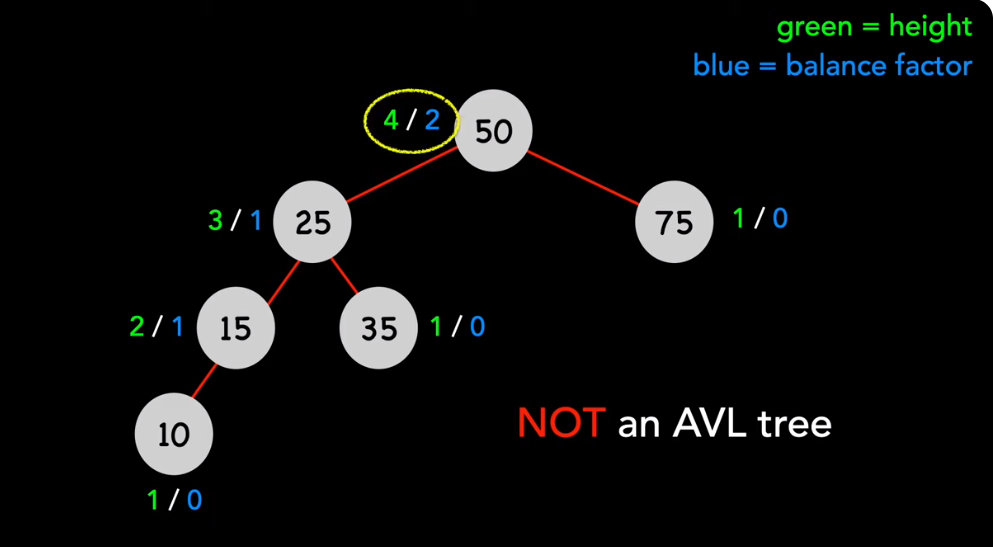 green = height
blue = balance factor
4 / 2
50
3 / 1
25
75
1 / 0
2 / 1
15
35
1 / 0
10
NOT an AVL tree
1 / 0